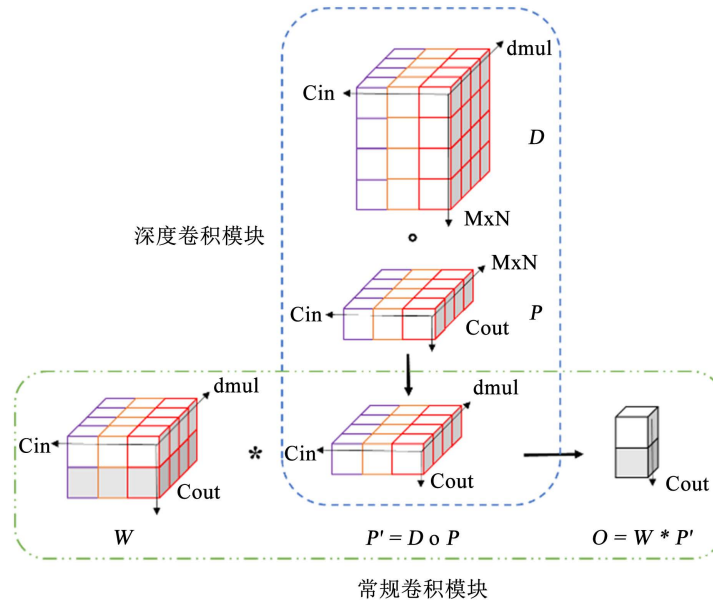 dmul
Cin
D
MxN
深度卷积模块
MxN
Cin
P
Cout
dmul
dmul
Cin
*
Cin
Cout
Cout
Cout
W
P' = D o P
O = W * P'
常规卷积模块